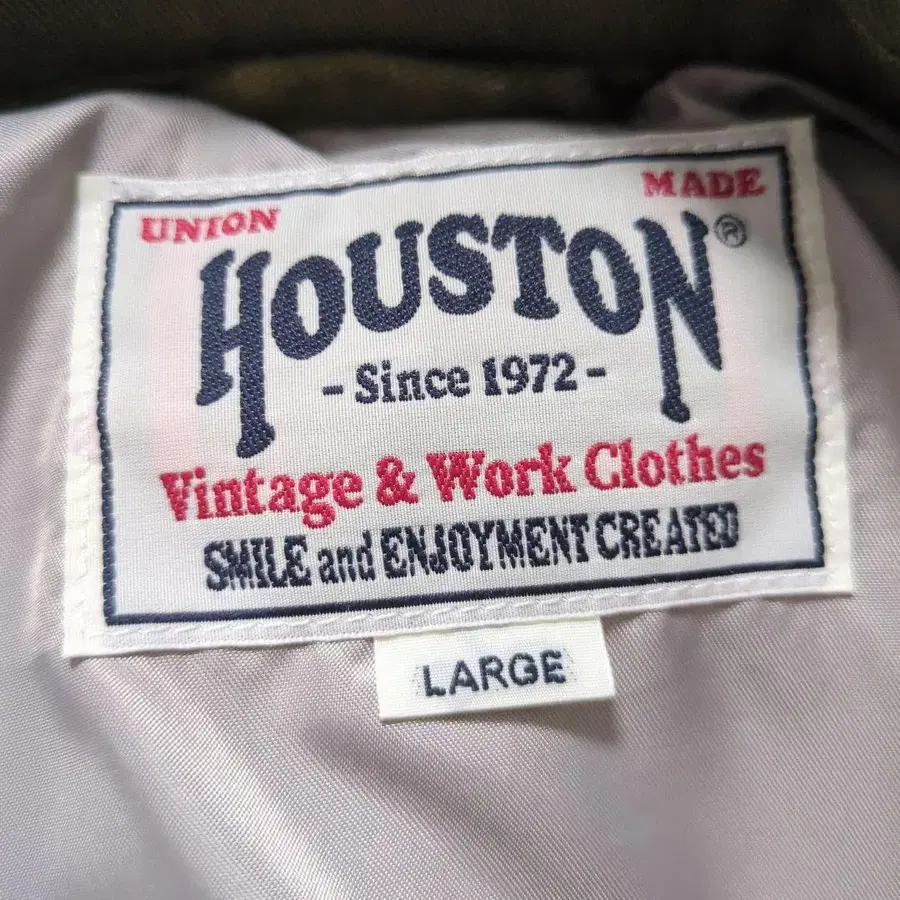 UNION MADE
HOUSTON®
- Since 1972 -
Vintage & Work Clothes
SMILE and ENJOYMENT CREATED
LARGE